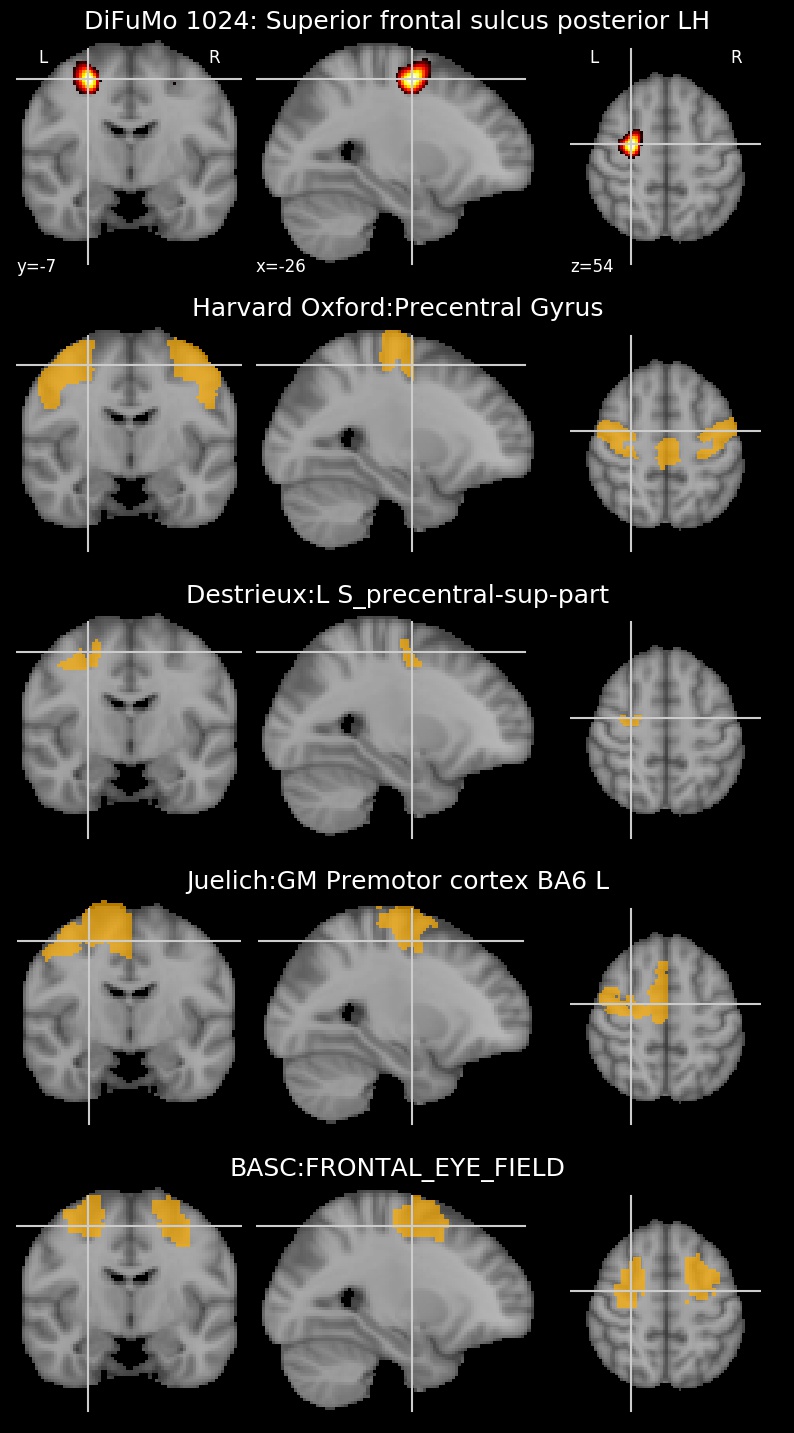 DiFuMo 1024: Superior frontal sulcus posterior LH
L R L R
y=-7 x=-26 z=54
Harvard Oxford:Precentral Gyrus
Destrieux:L S_precentral-sup-part
Juelich:GM Premotor cortex BA6 L
BASC:FRONTAL_EYE_FIELD